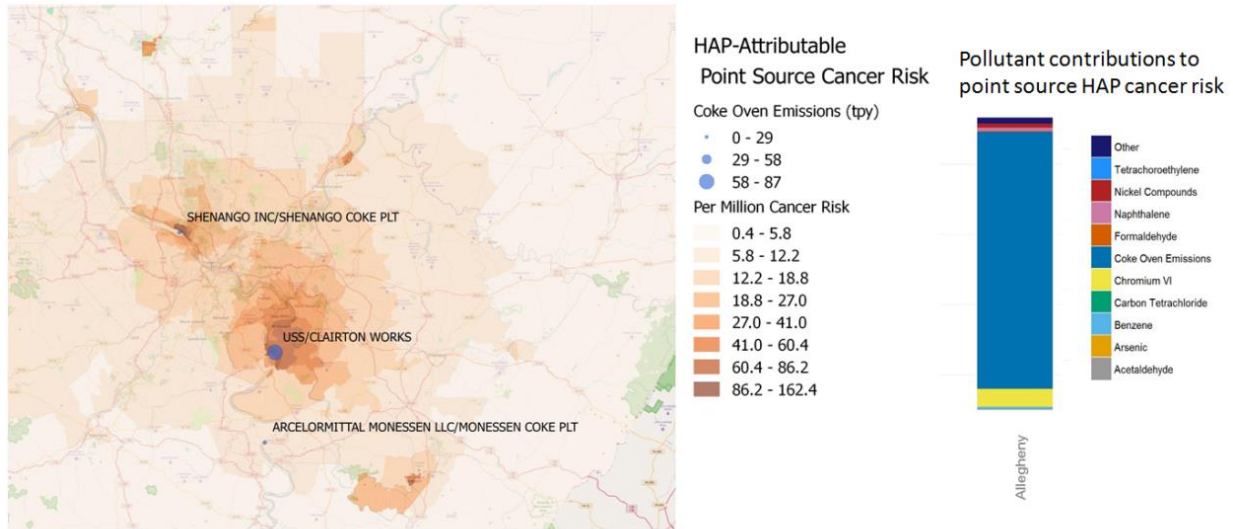 SHENANGO INC/SHENANGO COKE PLT
USS/CLAIRTON WORKS
ARCELORMITTAL MONESSEN LLC/MONESSEN COKE PLT
HAP-Attributable
Point Source Cancer Risk
Coke Oven Emissions (tpy)
0 - 29
29 - 58
58 - 87
Per Million Cancer Risk
0.4 - 5.8
5.8 - 12.2
12.2 - 18.8
18.8 - 27.0
27.0 - 41.0
41.0 - 60.4
60.4 - 86.2
86.2 - 162.4
Pollutant contributions to
point source HAP cancer risk
Other
Tetrachoroethylene
Nickel Compounds
Naphthalene
Formaldehyde
Coke Oven Emissions
Chromium VI
Carbon Tetrachloride
Benzene
Arsenic
Acetaldehyde
Allegheny